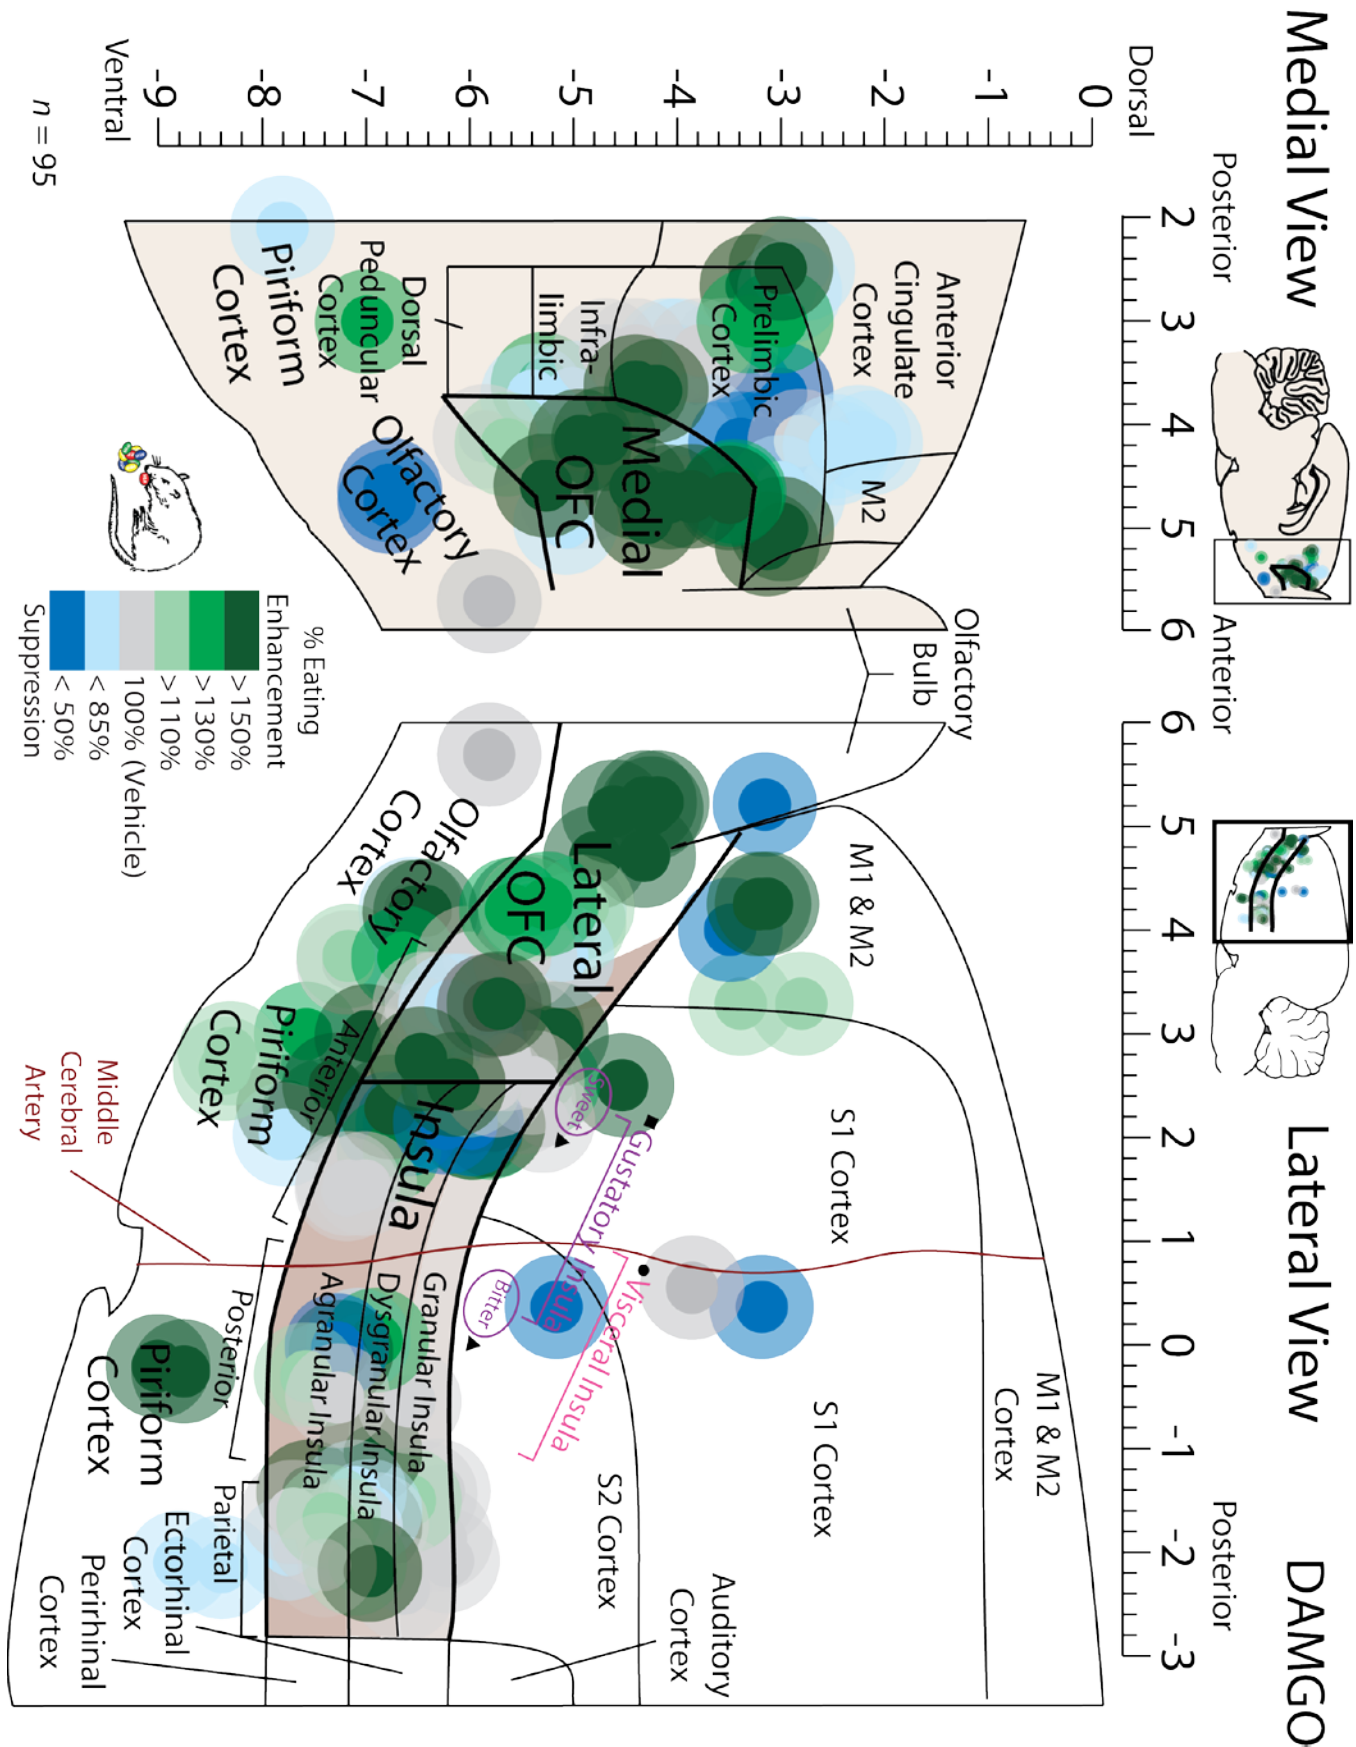 Medial View
Lateral View
DAMGO
Posterior
Anterior
Posterior
2
3
4
5
6
6
5
4
3
2
1
0
-1
-2
-3
Dorsal
0
-1
-2
-3
-4
-5
-6
-7
-8
-9
Ventral
n = 95
Anterior
Cingulate
Cortex
M2
Prelimbic
Cortex
Infra-
limbic
Medial
OFC
Dorsal
Peduncular
Cortex
Piriform
Cortex
Olfactory
Cortex
Olfactory
Bulb
% Eating
Enhancement
>150%
>130%
>110%
100% (Vehicle)
< 85%
< 50%
Suppression
M1 & M2
S1 Cortex
M1 & M2
Cortex
S1 Cortex
S2 Cortex
Auditory
Cortex
Lateral
OFC
Olfactory
Cortex
Anterior
Piriform
Cortex
Insula
Sweet
Gustatory Insula
Bitter
Visceral Insula
Granular Insula
Dysgranular Insula
Agranular Insula
Middle
Cerebral
Artery
Posterior
Piriform
Cortex
Parietal
Ectorhinal
Cortex
Perirhinal
Cortex